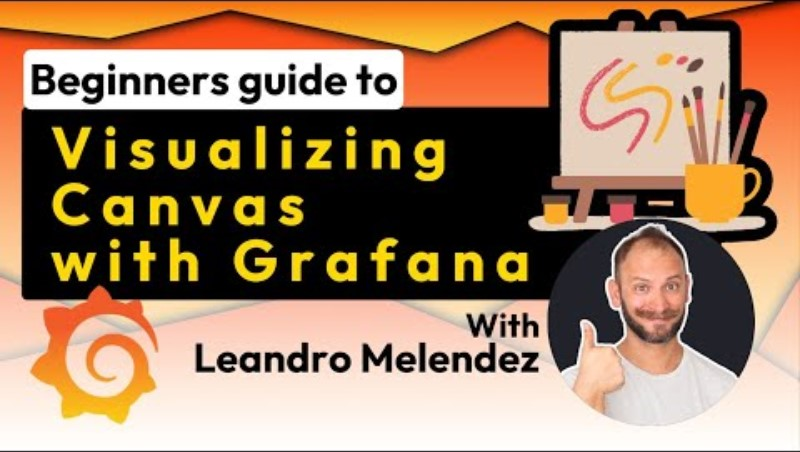 Beginners guide to
Visualizing
Canvas
with Grafana
With
Leandro Melendez